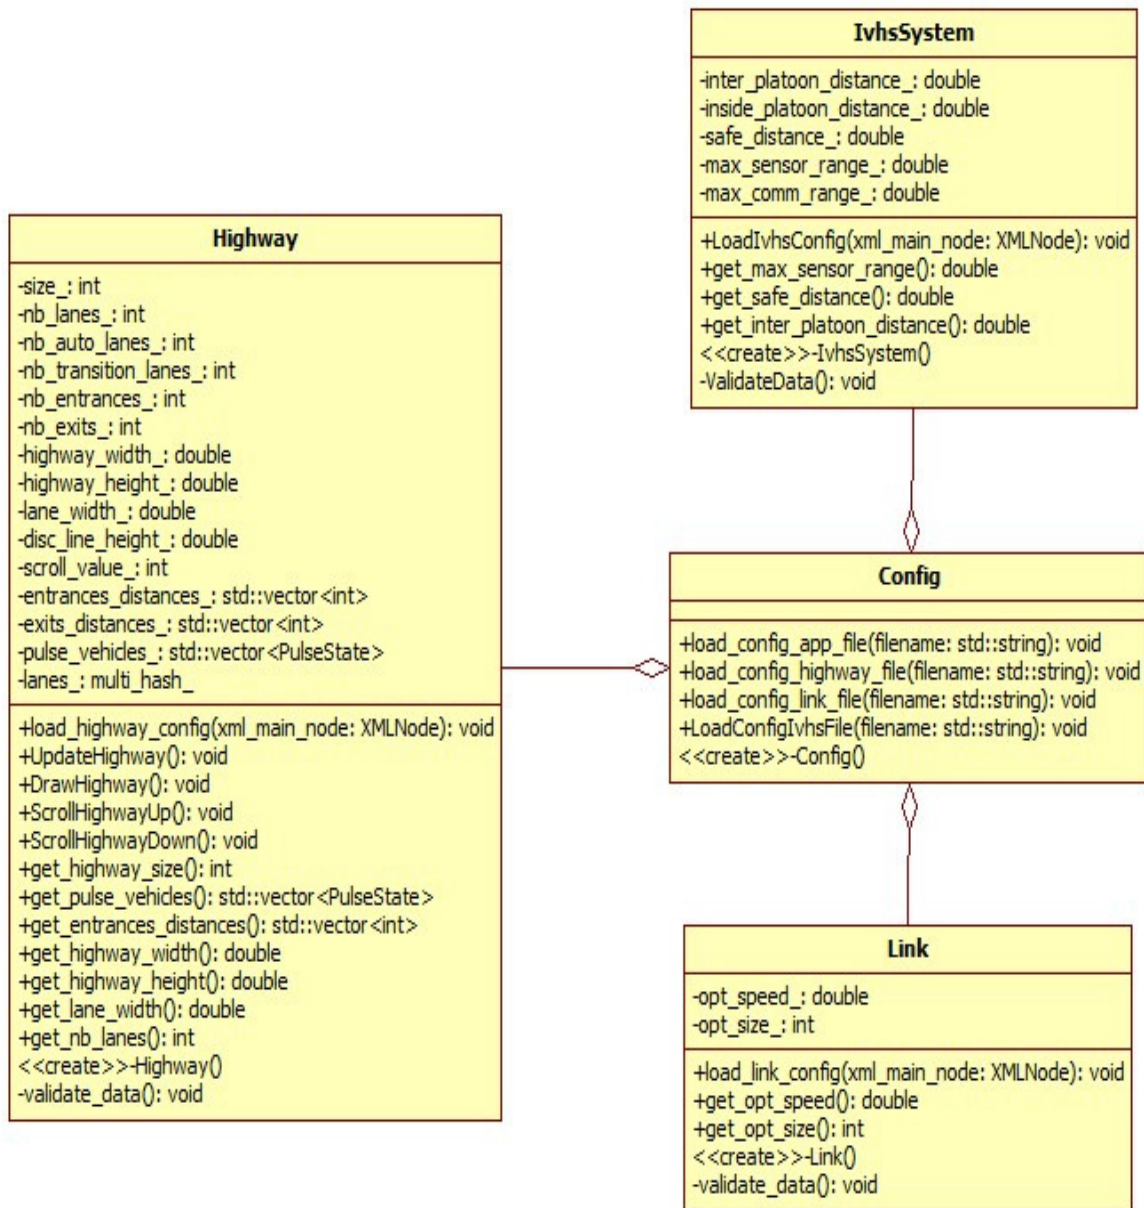 IvhsSystem
-inter_platoon_distance_: double
-inside_platoon_distance_: double
-safe_distance_: double
-max_sensor_range_: double
-max_comm_range_: double
+LoadIvhsConfig(xml_main_node: XMLNode): void
+get_max_sensor_range(): double
+get_safe_distance(): double
+get_inter_platoon_distance(): double
<<create>>-IvhsSystem()
-ValidateData(): void
Highway
-size_: int
-nb_lanes_: int
-nb_auto_lanes_: int
-nb_transition_lanes_: int
-nb_entrances_: int
-nb_exits_: int
-highway_width_: double
-highway_height_: double
-lane_width_: double
-disc_line_height_: double
-scroll_value_: int
-entrances_distances_: std::vector<int>
-exits_distances_: std::vector<int>
-pulse_vehicles_: std::vector<PulseState>
-lanes_: multi_hash_
+load_highway_config(xml_main_node: XMLNode): void
+UpdateHighway(): void
+DrawHighway(): void
+ScrollHighwayUp(): void
+ScrollHighwayDown(): void
+get_highway_size(): int
+get_pulse_vehicles(): std::vector<PulseState>
+get_entrances_distances(): std::vector<int>
+get_highway_width(): double
+get_highway_height(): double
+get_lane_width(): double
+get_nb_lanes(): int
<<create>>-Highway()
-validate_data(): void
Config
+load_config_app_file(filename: std::string): void
+load_config_highway_file(filename: std::string): void
+load_config_link_file(filename: std::string): void
+LoadConfigIvhsFile(filename: std::string): void
<<create>>-Config()
Link
-opt_speed_: double
-opt_size_: int
+load_link_config(xml_main_node: XMLNode): void
+get_opt_speed(): double
+get_opt_size(): int
<<create>>-Link()
-validate_data(): void